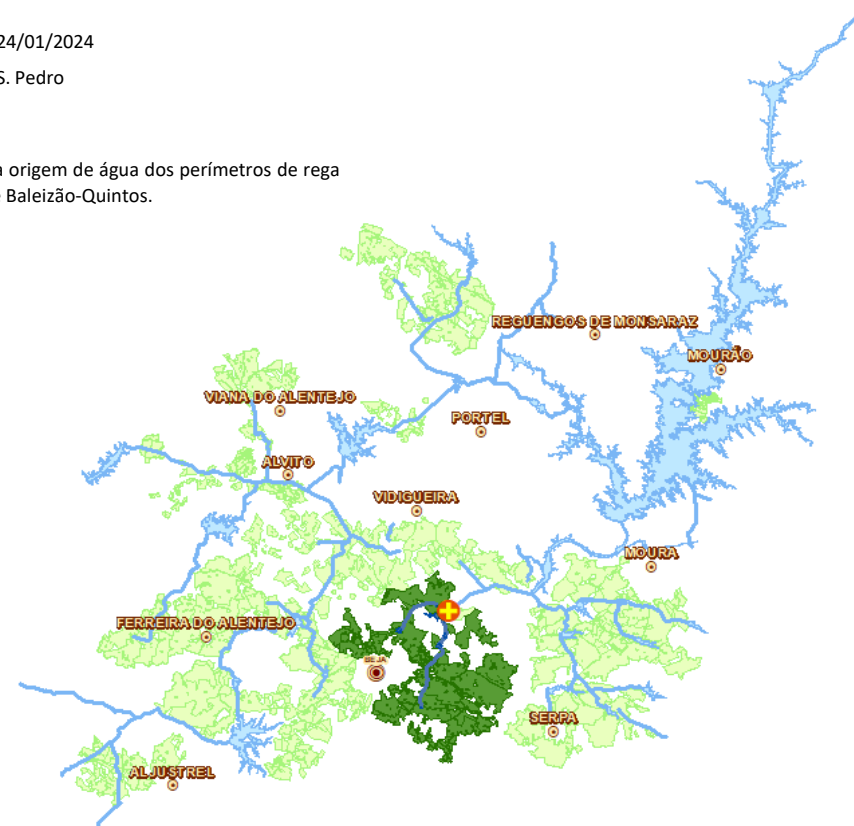 24/01/2024
S. Pedro
a origem de água dos perímetros de rega
Baleizão-Quintos.
REGUENGOS DE MONSARAZ
MOURÃO
VIANA DO ALENTEJO
PORTEL
ALVITO
VIDIGUEIRA
MOURA
FERREIRA DO ALENTEJO
BEJA
SERPA
ALJUSTREL